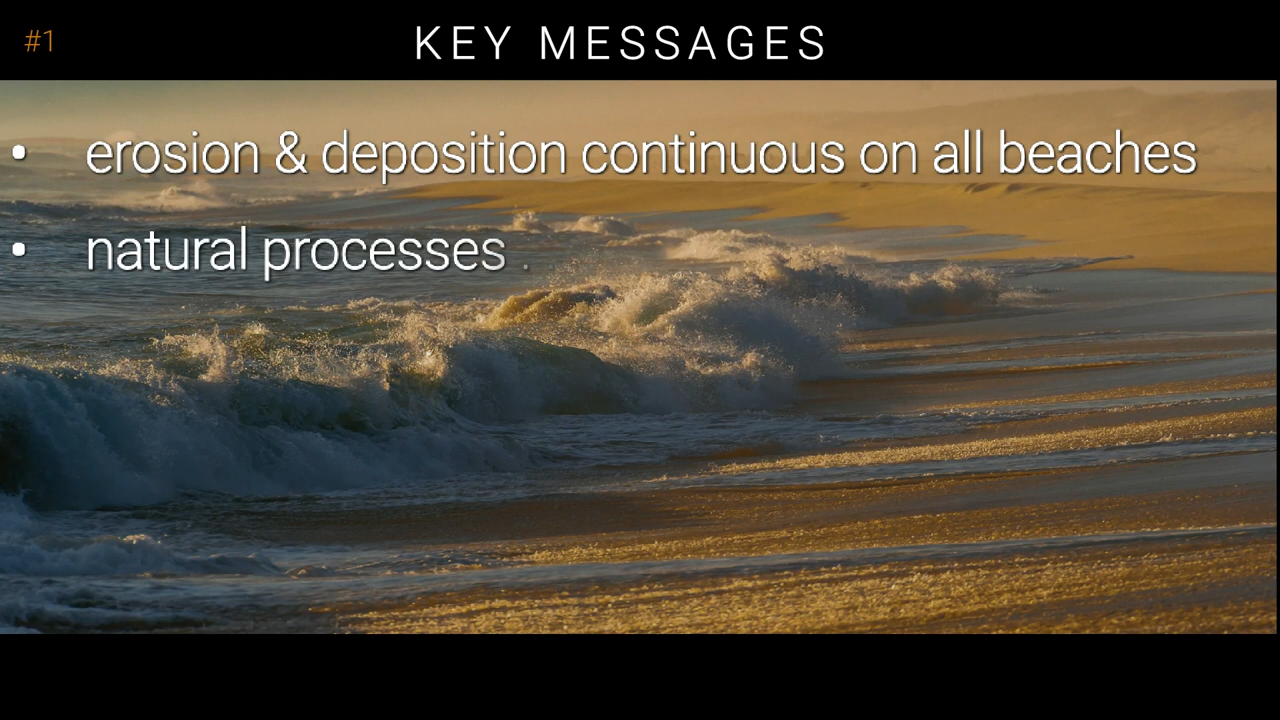 #1
KEY MESSAGES
• erosion & deposition continuous on all beaches
• natural processes .